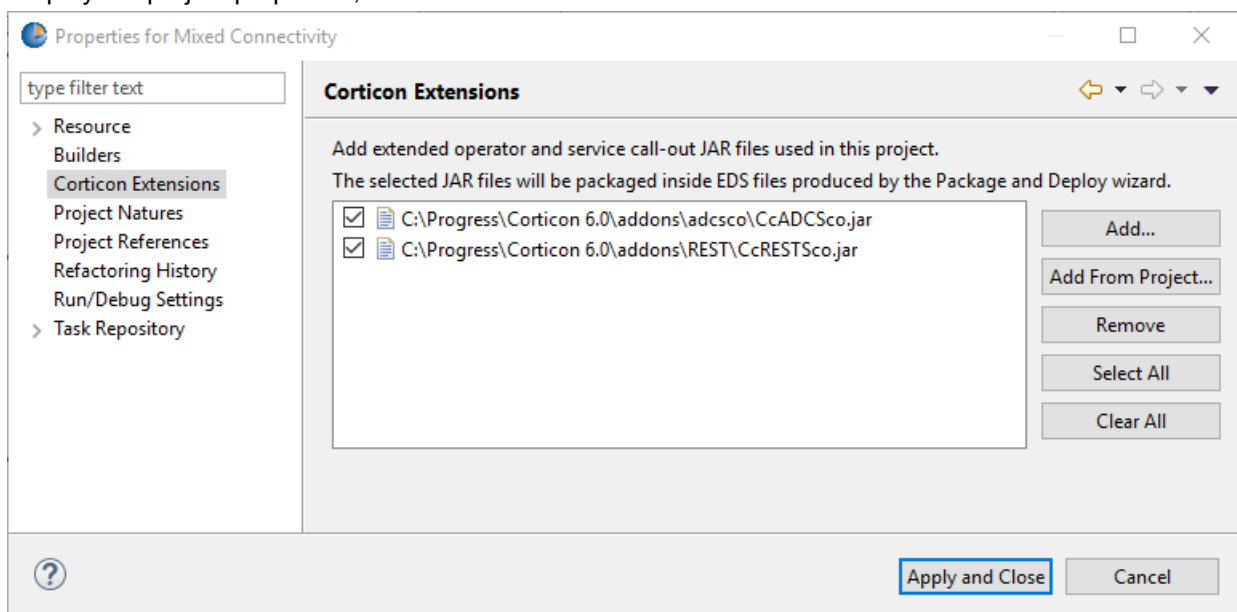 Properties for Mixed Connectivity
type filter text
Resource
Builders
Corticon Extensions
Project Natures
Project References
Refactoring History
Run/Debug Settings
Task Repository
Corticon Extensions
Add extended operator and service call-out JAR files used in this project.
The selected JAR files will be packaged inside EDS files produced by the Package and Deploy wizard.
C:\Progress\Corticon 6.0\addons\adcsco\CcADCSco.jar
C:\Progress\Corticon 6.0\addons\REST\CcRESTSco.jar
Add...
Add From Project...
Remove
Select All
Clear All
?
Apply and Close
Cancel